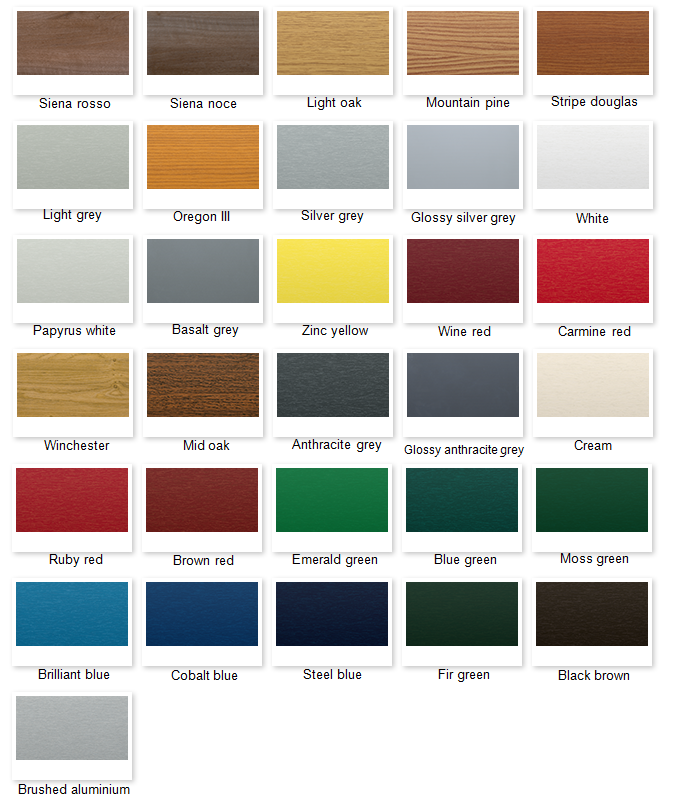 Siena rosso
Siena noce
Light oak
Mountain pine
Stripe douglas
Light grey
Oregon III
Silver grey
Glossy silver grey
White
Papyrus white
Basalt grey
Zinc yellow
Wine red
Carmine red
Winchester
Mid oak
Anthracite grey
Glossy anthracite grey
Cream
Ruby red
Brown red
Emerald green
Blue green
Moss green
Brilliant blue
Cobalt blue
Steel blue
Fir green
Black brown
Brushed aluminium